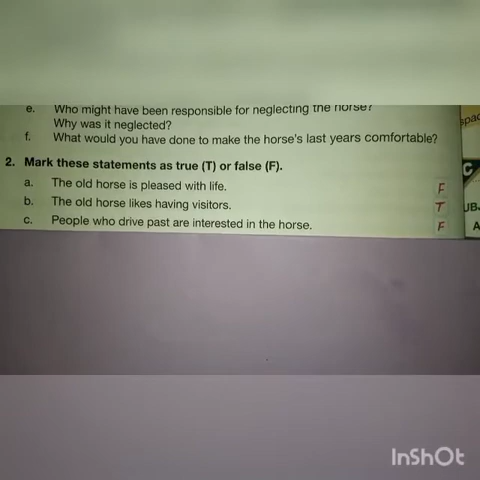 e. Who might have been responsible for neglecting the horse?
Why was it neglected?
f. What would you have done to make the horse's last years comfortable?
2. Mark these statements as true (T) or false (F).
a. The old horse is pleased with life. F
b. The old horse likes having visitors. T
c. People who drive past are interested in the horse. F
C
A
InShOt